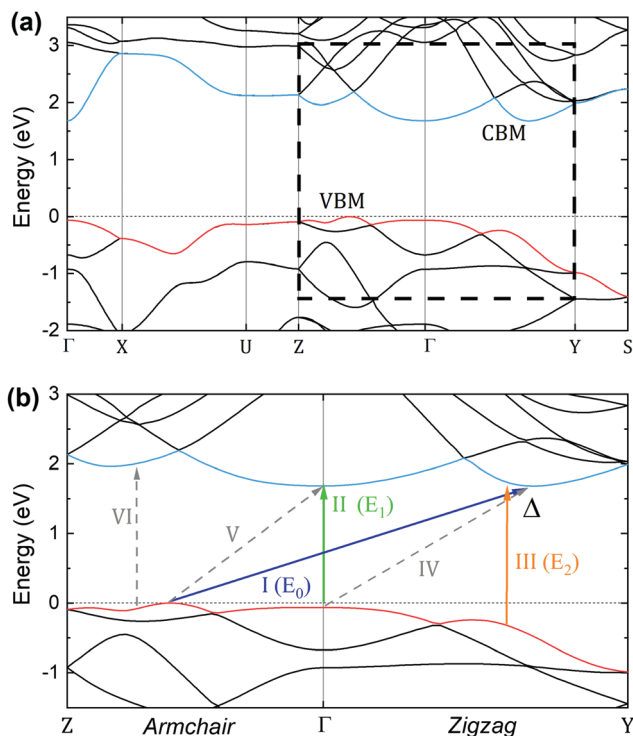 (a)
Energy (eV)
3
2
1
0
-1
-2
CBM
VBM
Γ X U Z Γ Y S
(b)
Energy (eV)
3
2
1
0
-1
VI
V
II (E₁)
Δ
I (E₀)
IV
III (E₂)
Z Armchair Γ Zigzag Y